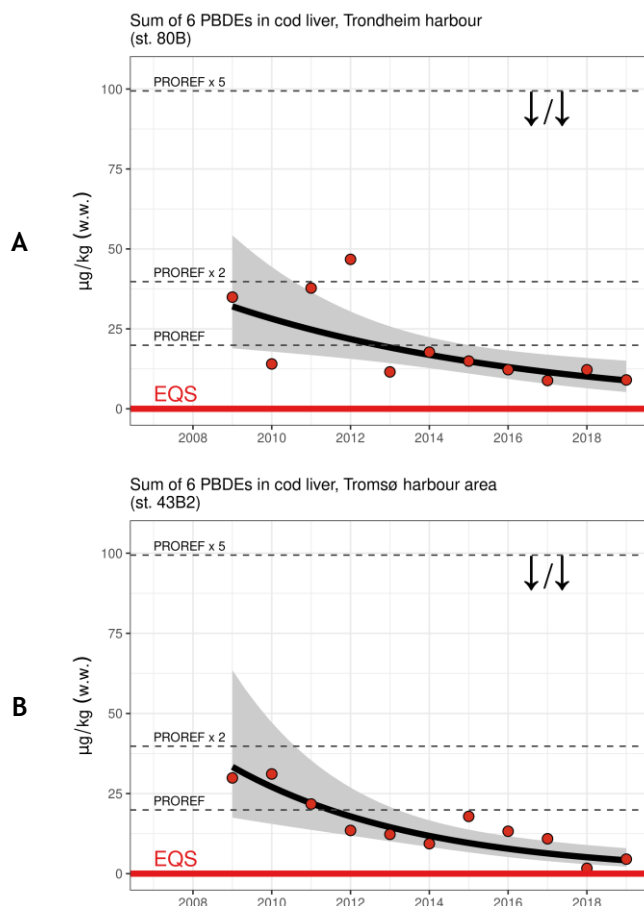 Sum of 6 PBDEs in cod liver, Trondheim harbour
(st. 80B)
PROREF x 5
↓/↓
100
75
µg/kg (w.w.)
A
50
PROREF x 2
25
PROREF
EQS
0
2008 2010 2012 2014 2016 2018
Sum of 6 PBDEs in cod liver, Tromsø harbour area
(st. 43B2)
PROREF x 5
↓/↓
100
75
µg/kg (w.w.)
B
50
PROREF x 2
25
PROREF
EQS
0
2008 2010 2012 2014 2016 2018